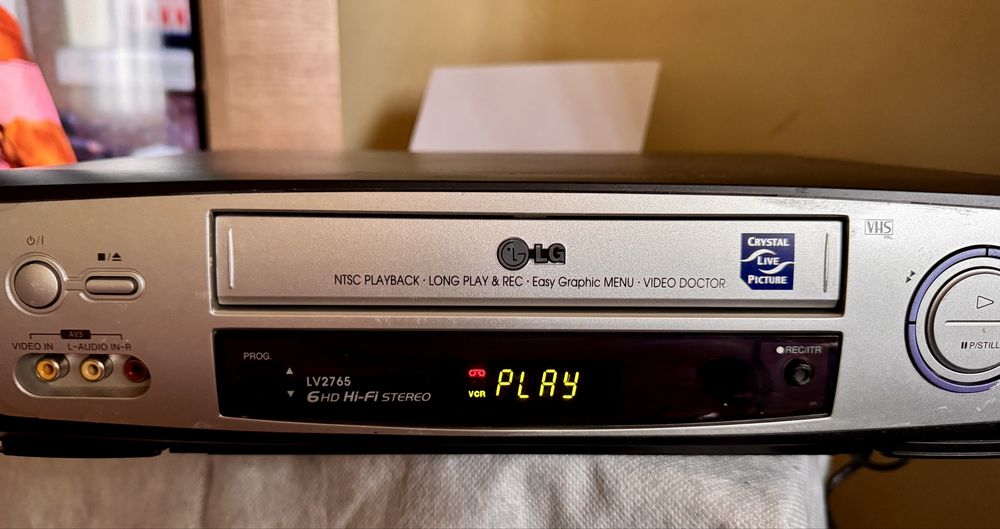 LG
NTSC PLAYBACK · LONG PLAY & REC · Easy Graphic MENU · VIDEO DOCTOR
CRYSTAL
LIVE
PICTURE
VHS
PAL
AV3
VIDEO IN L-AUDIO IN-R
PROG.
LV2765
6HD Hi-Fi STEREO
VCR PLAY
REC/ITR
P/STILL